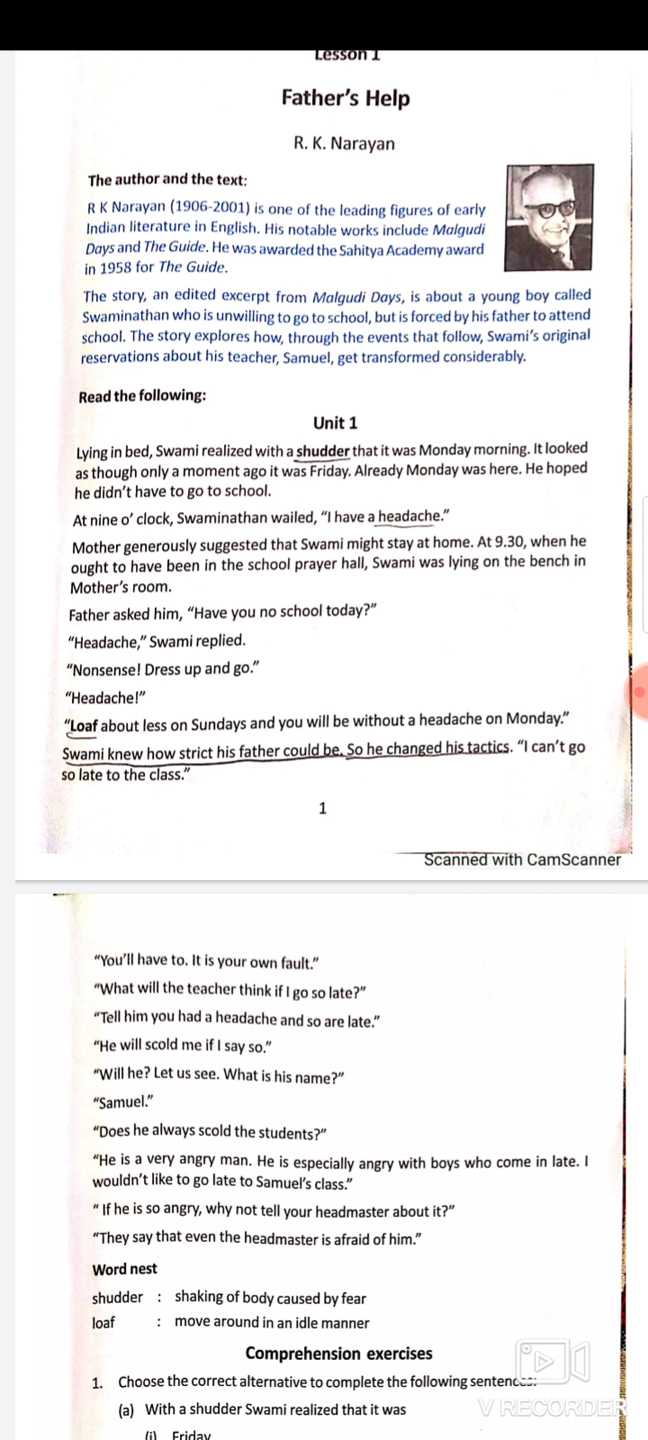 Lesson 1
Father's Help
R. K. Narayan
The author and the text:
R K Narayan (1906-2001) is one of the leading figures of early
Indian literature in English. His notable works include Malgudi
Days and The Guide. He was awarded the Sahitya Academy award
in 1958 for The Guide.
The story, an edited excerpt from Malgudi Days, is about a young boy called
Swaminathan who is unwilling to go to school, but is forced by his father to attend
school. The story explores how, through the events that follow, Swami's original
reservations about his teacher, Samuel, get transformed considerably.
Read the following:
Unit 1
Lying in bed, Swami realized with a shudder that it was Monday morning. It looked
as though only a moment ago it was Friday. Already Monday was here. He hoped
he didn't have to go to school.
At nine o' clock, Swaminathan wailed, "I have a headache."
Mother generously suggested that Swami might stay at home. At 9.30, when he
ought to have been in the school prayer hall, Swami was lying on the bench in
Mother's room.
Father asked him, "Have you no school today?"
"Headache," Swami replied.
"Nonsense! Dress up and go."
"Headache!"
"Loaf about less on Sundays and you will be without a headache on Monday."
Swami knew how strict his father could be. So he changed his tactics. "I can't go
so late to the class."
1
Scanned with CamScanner
"You'll have to. It is your own fault."
"What will the teacher think if I go so late?"
"Tell him you had a headache and so are late."
"He will scold me if I say so."
"Will he? Let us see. What is his name?"
"Samuel."
"Does he always scold the students?"
"He is a very angry man. He is especially angry with boys who come in late. I
wouldn't like to go late to Samuel's class."
" If he is so angry, why not tell your headmaster about it?"
"They say that even the headmaster is afraid of him."
Word nest
shudder : shaking of body caused by fear
loaf : move around in an idle manner
Comprehension exercises
1. Choose the correct alternative to complete the following sentences:
(a) With a shudder Swami realized that it was
(i) Friday
V RECORDER